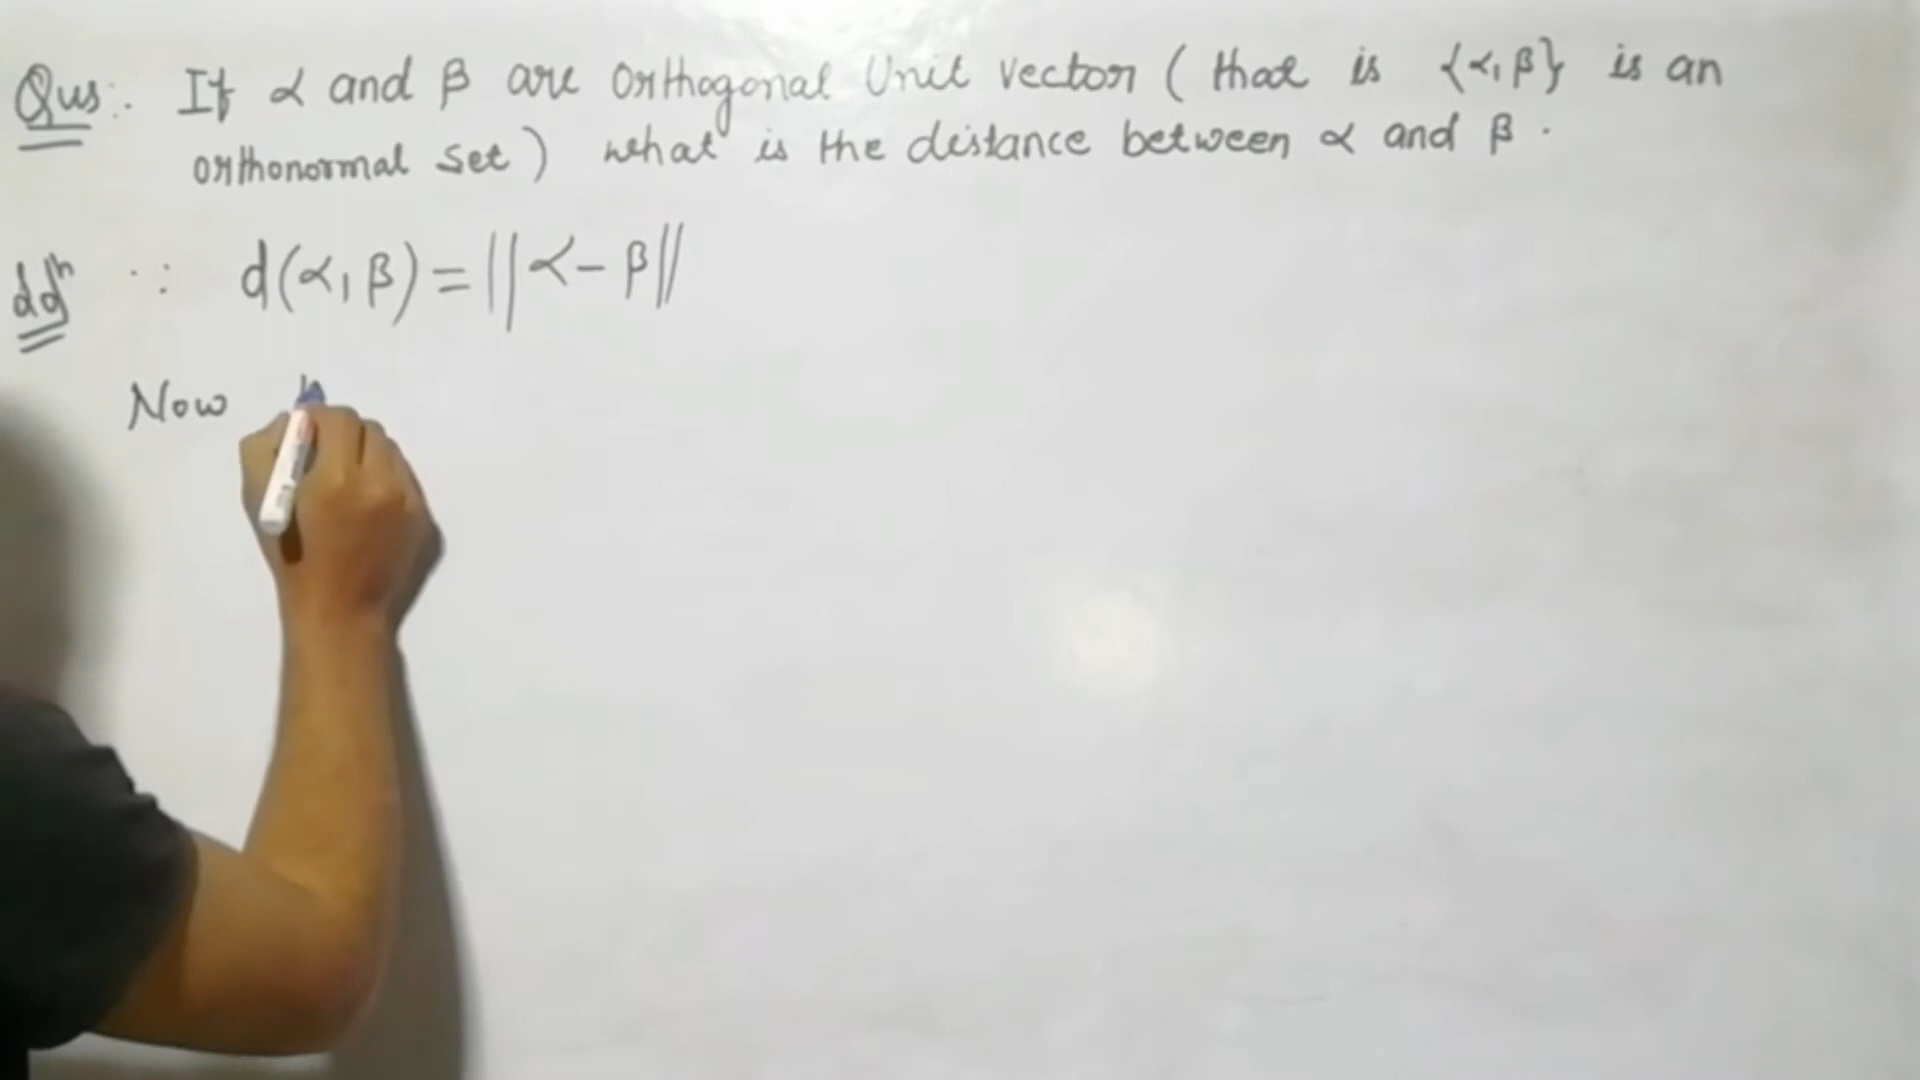 Qus:. If α and β are orthogonal Unit vector ( that is {α, β} is an
orthonormal set ) what is the distance between α and β .
∵ d(α, β) = ||α - β||
Now